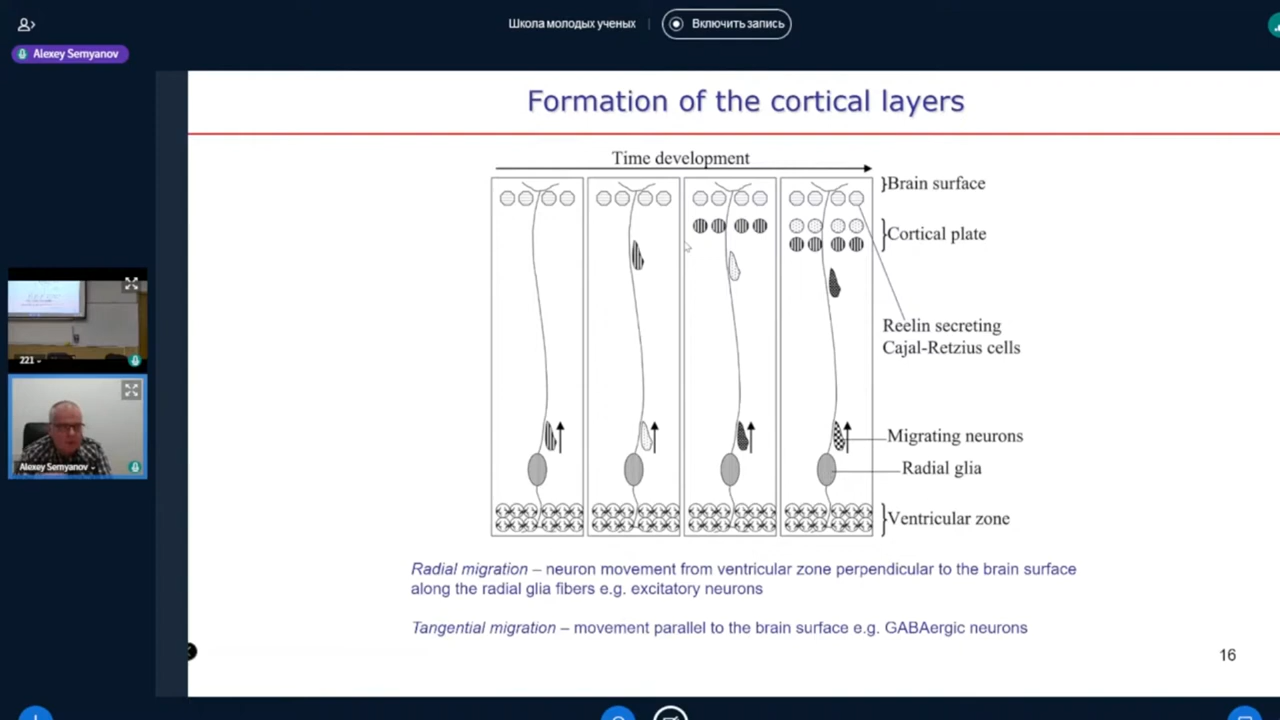 Школа молодых ученых
Включить запись
Alexey Semyanov
Formation of the cortical layers
Time development
Brain surface
Cortical plate
Reelin secreting
Cajal-Retzius cells
Migrating neurons
Radial glia
Ventricular zone
221
Alexey Semyanov
Radial migration – neuron movement from ventricular zone perpendicular to the brain surface
along the radial glia fibers e.g. excitatory neurons
Tangential migration – movement parallel to the brain surface e.g. GABAergic neurons
16